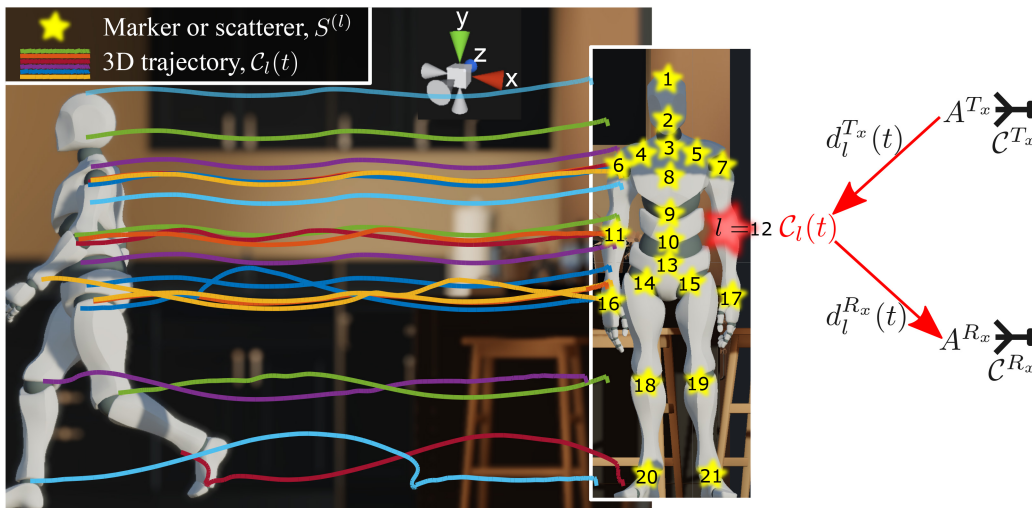 Marker or scatterer, S^{(l)}
3D trajectory, 𝒞_l(t)
y
z
x
1
2
3
4
5
6
7
8
9
l = 12 𝒞_l(t)
10
11
13
14
15
16
17
18
19
20
21
A^{T_x}
𝒞^{T_x}
d_l^{T_x}(t)
d_l^{R_x}(t)
A^{R_x}
𝒞^{R_x}